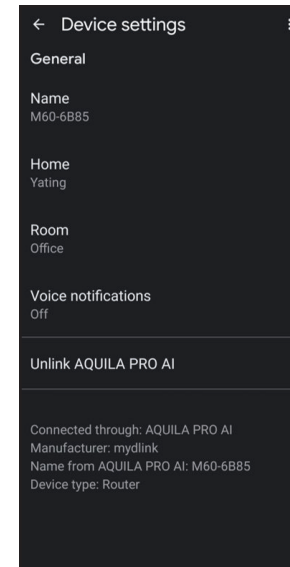 Device settings
General
Name
M60-6B85
Home
Yating
Room
Office
Voice notifications
Off
Unlink AQUILA PRO AI
Connected through: AQUILA PRO AI
Manufacturer: mydlink
Name from AQUILA PRO AI: M60-6B85
Device type: Router